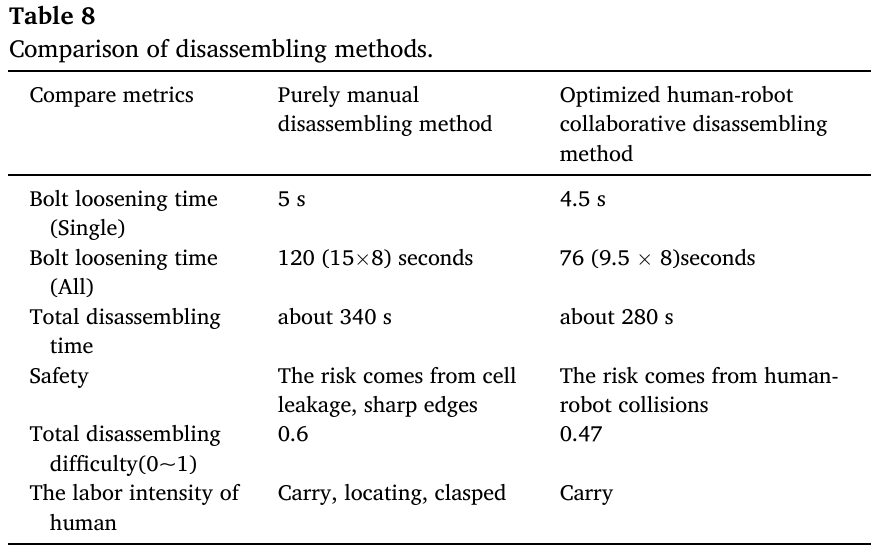 Table 8
Comparison of disassembling methods.
Compare metrics
Purely manual
disassembling method
Optimized human-robot
collaborative disassembling
method
Bolt loosening time
(Single)
5 s
4.5 s
Bolt loosening time
(All)
120 (15×8) seconds
76 (9.5 × 8)seconds
Total disassembling
time
about 340 s
about 280 s
Safety
The risk comes from cell
leakage, sharp edges
The risk comes from human-
robot collisions
Total disassembling
difficulty(0~1)
0.6
0.47
The labor intensity of
human
Carry, locating, clasped
Carry